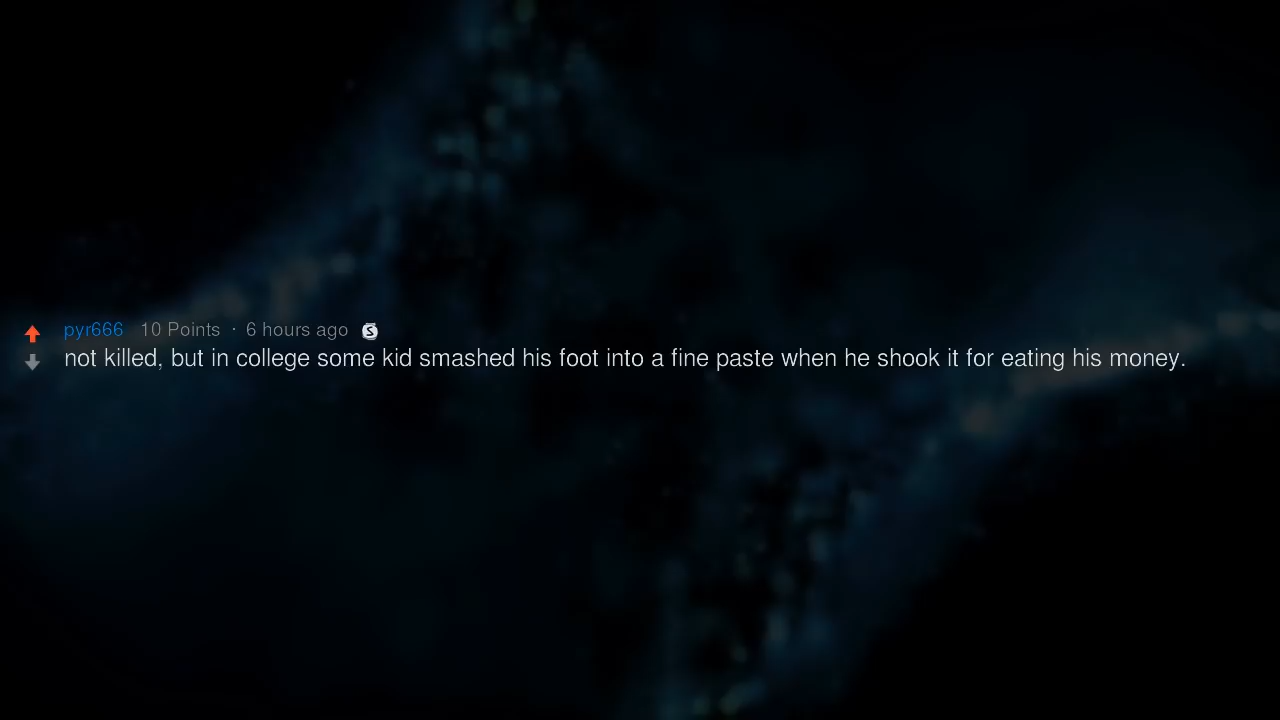 pyr666 10 Points · 6 hours ago S
not killed, but in college some kid smashed his foot into a fine paste when he shook it for eating his money.